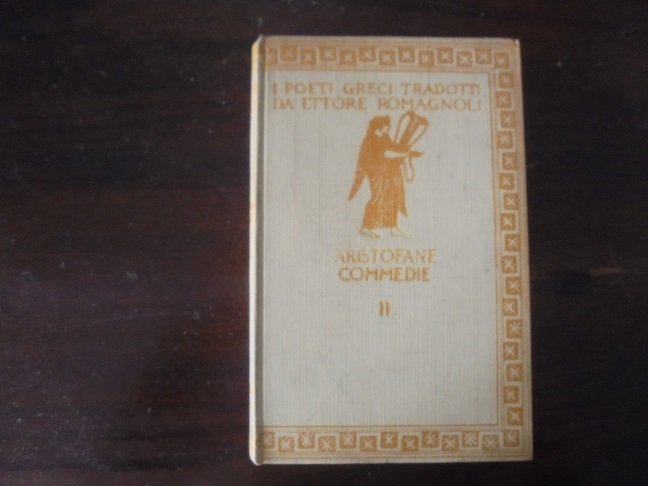 I POETI GRECI TRADOTTI
DA ETTORE ROMAGNOLI
ARISTOFANE
COMMEDIE
II